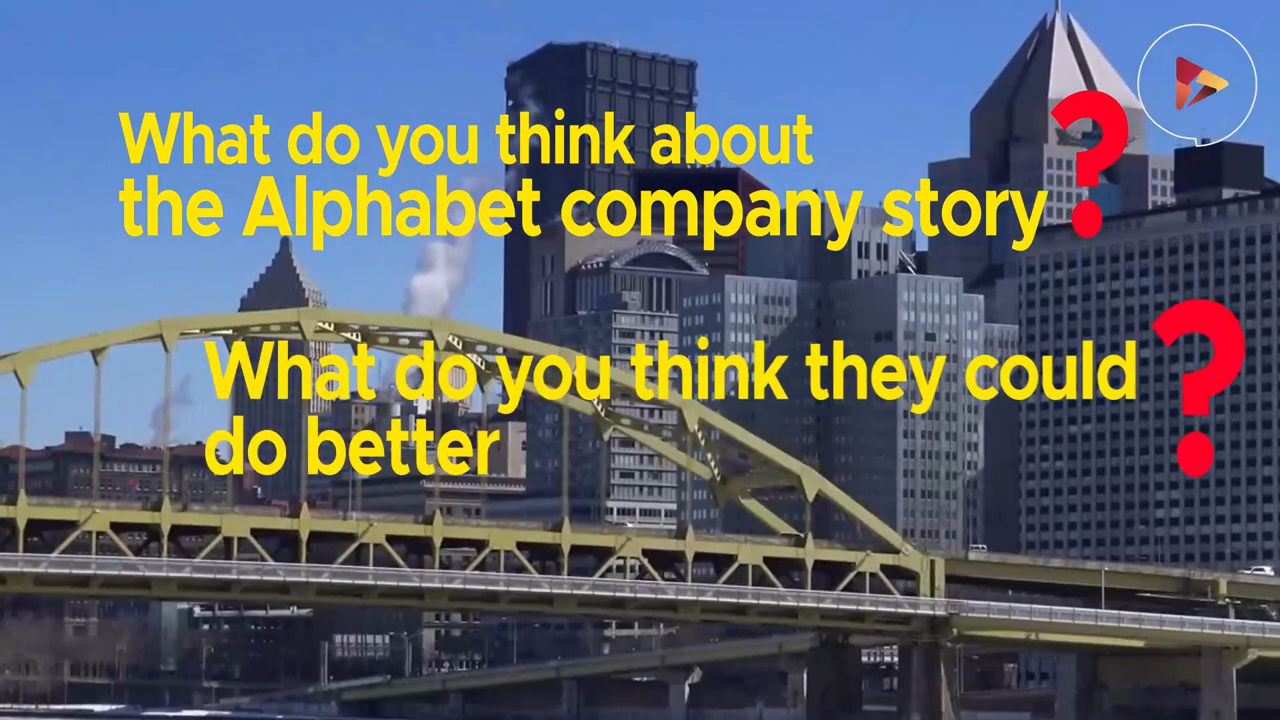 What do you think about
the Alphabet company story?
What do you think they could
do better?